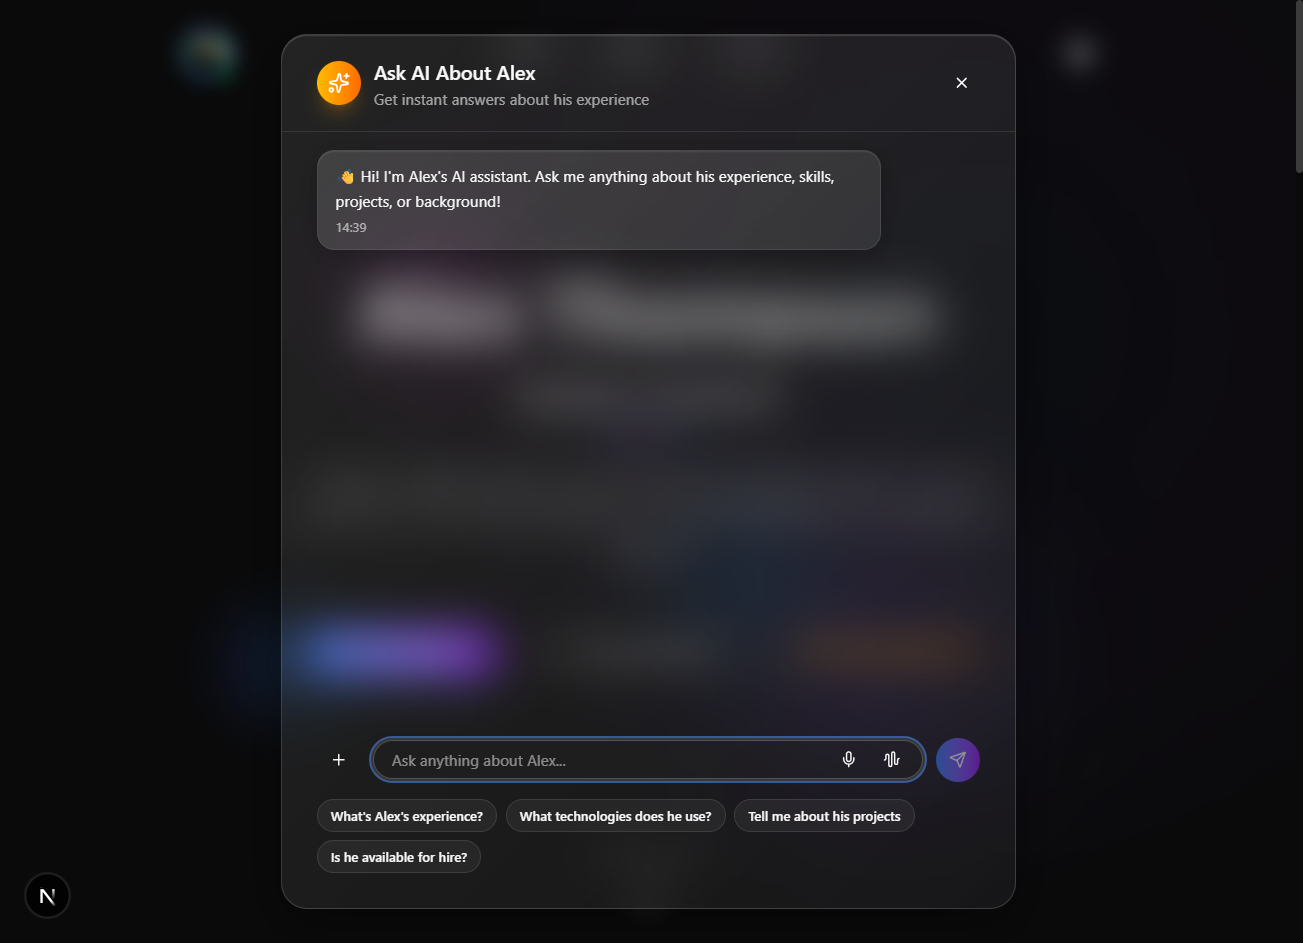 Ask AI About Alex
Get instant answers about his experience
👋 Hi! I'm Alex's AI assistant. Ask me anything about his experience, skills,
projects, or background!
14:39
Ask anything about Alex...
What's Alex's experience?
What technologies does he use?
Tell me about his projects
Is he available for hire?
N